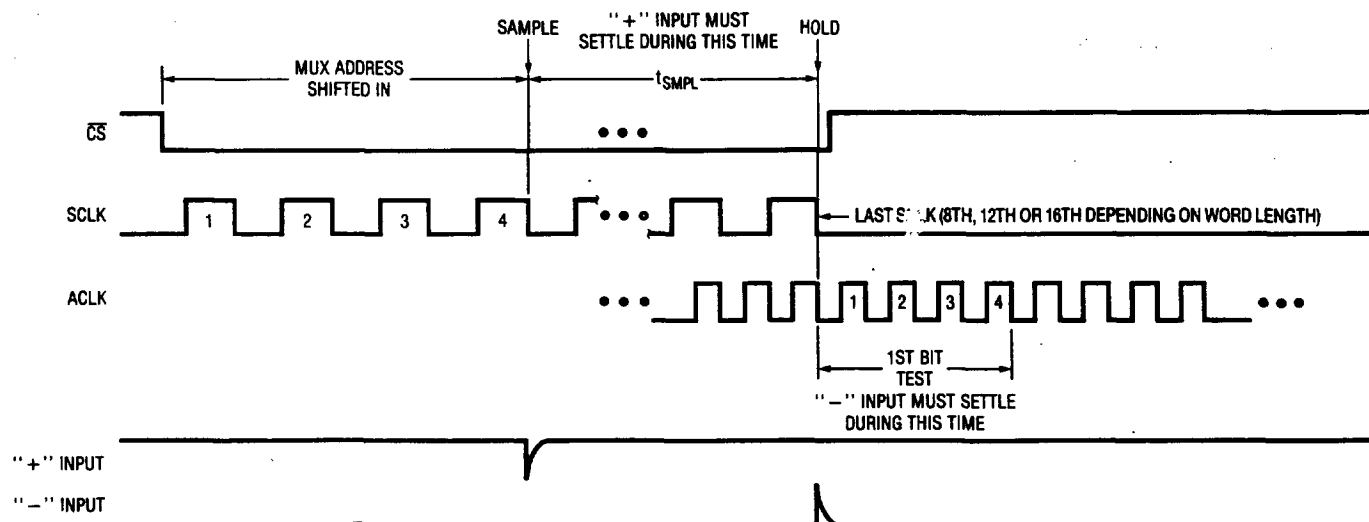 SAMPLE
"+" INPUT MUST
SETTLE DURING THIS TIME
HOLD
MUX ADDRESS
SHIFTED IN
tSMPL
CS
SCLK
1 2 3 4
LAST (8TH, 12TH OR 16TH DEPENDING ON WORD LENGTH)
ACLK
1 2 3 4
1ST BIT
TEST
"–" INPUT MUST SETTLE
DURING THIS TIME
"+" INPUT
"–" INPUT